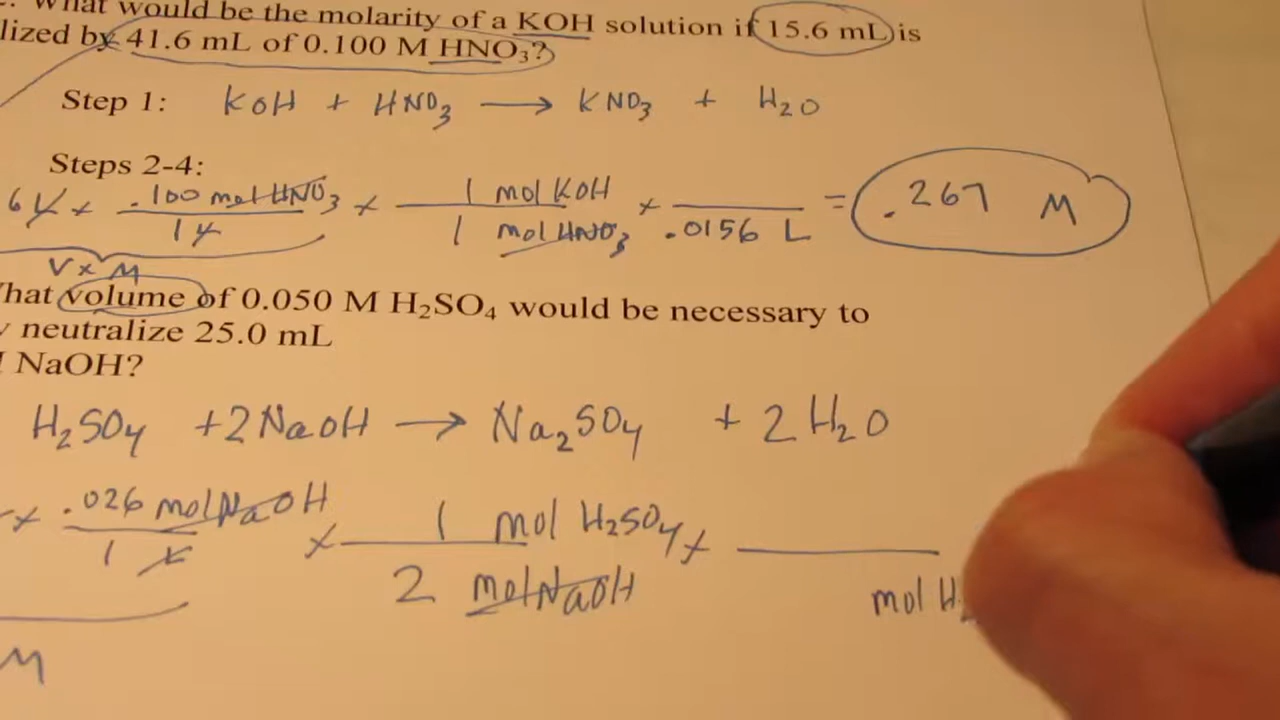 What would be the molarity of a KOH solution if 15.6 mL is
lized by 41.6 mL of 0.100 M HNO₃?
Step 1: KOH + HNO₃ → KNO₃ + H₂O
Steps 2-4:
6 L × .100 mol HNO₃ / 1 L × 1 mol KOH / 1 mol HNO₃ × / .0156 L = .267 M
V × M
What volume of 0.050 M H₂SO₄ would be necessary to
y neutralize 25.0 mL
NaOH?
H₂SO₄ + 2 NaOH → Na₂SO₄ + 2 H₂O
× .026 mol NaOH / 1 L × 1 mol H₂SO₄ / 2 mol NaOH × / mol H
M